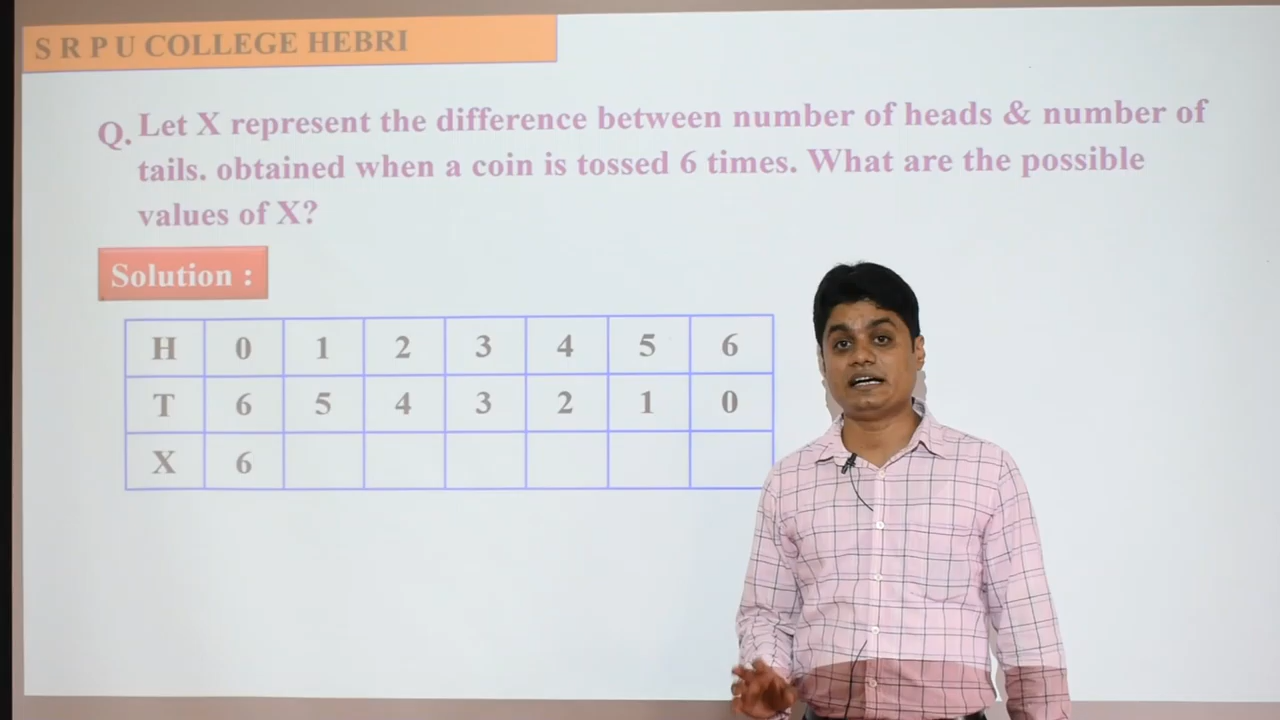 S R P U COLLEGE HEBRI
Q. Let X represent the difference between number of heads & number of
tails. obtained when a coin is tossed 6 times. What are the possible
values of X?
Solution :
H 0 1 2 3 4 5 6
T 6 5 4 3 2 1 0
X 6